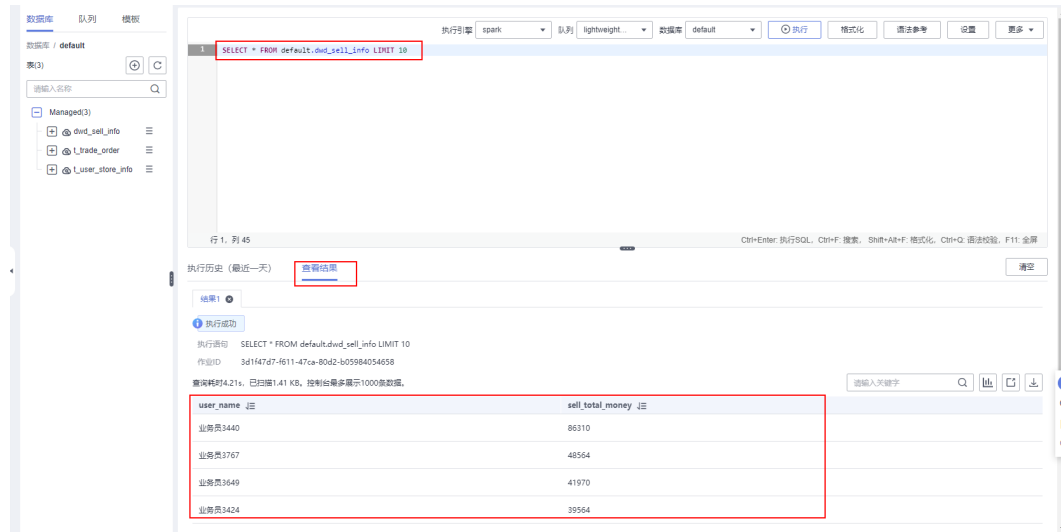 数据库 队列 模板
数据库 / default
表(3)
请输入名称
Managed(3)
dwd_sell_info
t_trade_order
t_user_store_info
执行引擎 spark 队列 lightweight... 数据库 default 执行 格式化 语法参考 设置 更多
1 SELECT * FROM default.dwd_sell_info LIMIT 10
行 1, 列 45
Ctrl+Enter: 执行SQL, Ctrl+F: 搜索, Shift+Alt+F: 格式化, Ctrl+Q: 语法校验, F11: 全屏
执行历史（最近一天） 查看结果 清空
结果1
执行成功
执行语句 SELECT * FROM default.dwd_sell_info LIMIT 10
作业ID 3d1f47d7-f611-47ca-80d2-b05984054658
查询耗时4.21s，已扫描1.41 KB。控制台最多展示1000条数据。 请输入关键字
user_name sell_total_money
业务员3440 86310
业务员3767 48564
业务员3649 41970
业务员3424 39564